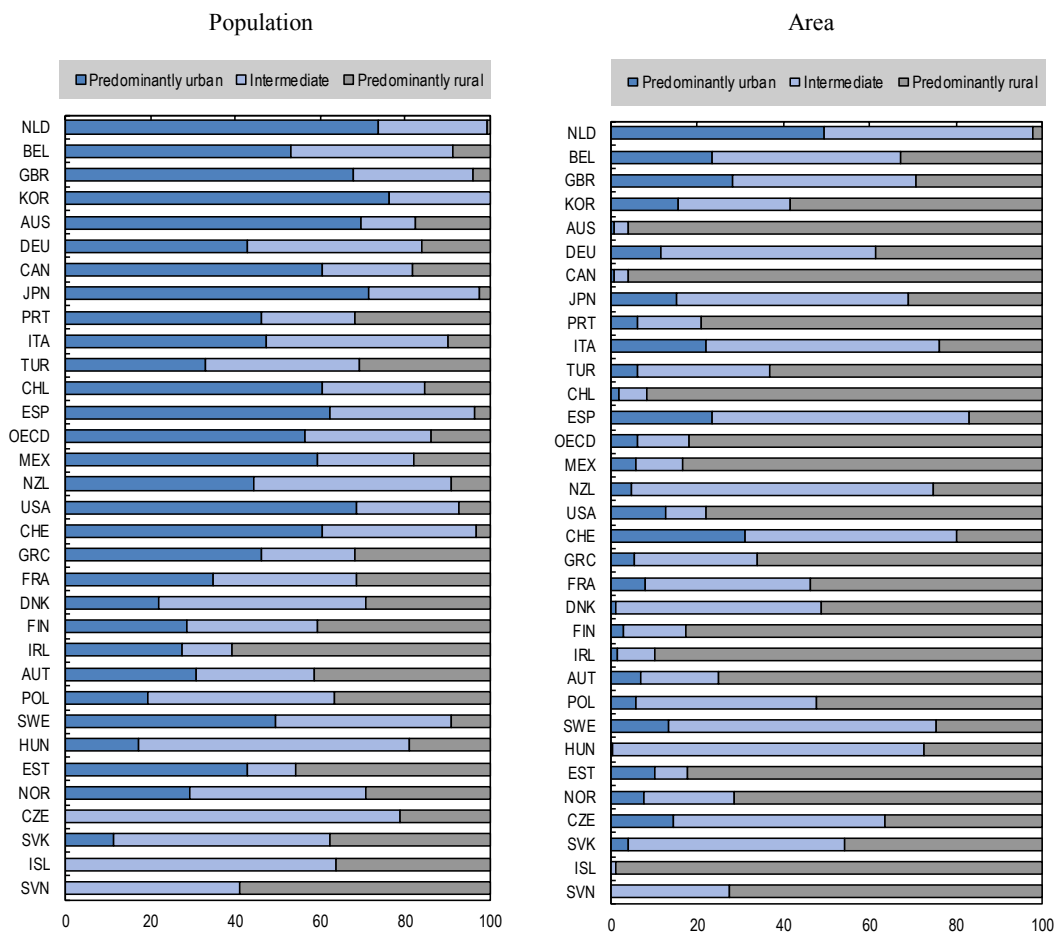 Population
Predominantly urban Intermediate Predominantly rural
NLD
BEL
GBR
KOR
AUS
DEU
CAN
JPN
PRT
ITA
TUR
CHL
ESP
OECD
MEX
NZL
USA
CHE
GRC
FRA
DNK
FIN
IRL
AUT
POL
SWE
HUN
EST
NOR
CZE
SVK
ISL
SVN
0 20 40 60 80 100
Area
Predominantly urban Intermediate Predominantly rural
NLD
BEL
GBR
KOR
AUS
DEU
CAN
JPN
PRT
ITA
TUR
CHL
ESP
OECD
MEX
NZL
USA
CHE
GRC
FRA
DNK
FIN
IRL
AUT
POL
SWE
HUN
EST
NOR
CZE
SVK
ISL
SVN
0 20 40 60 80 100